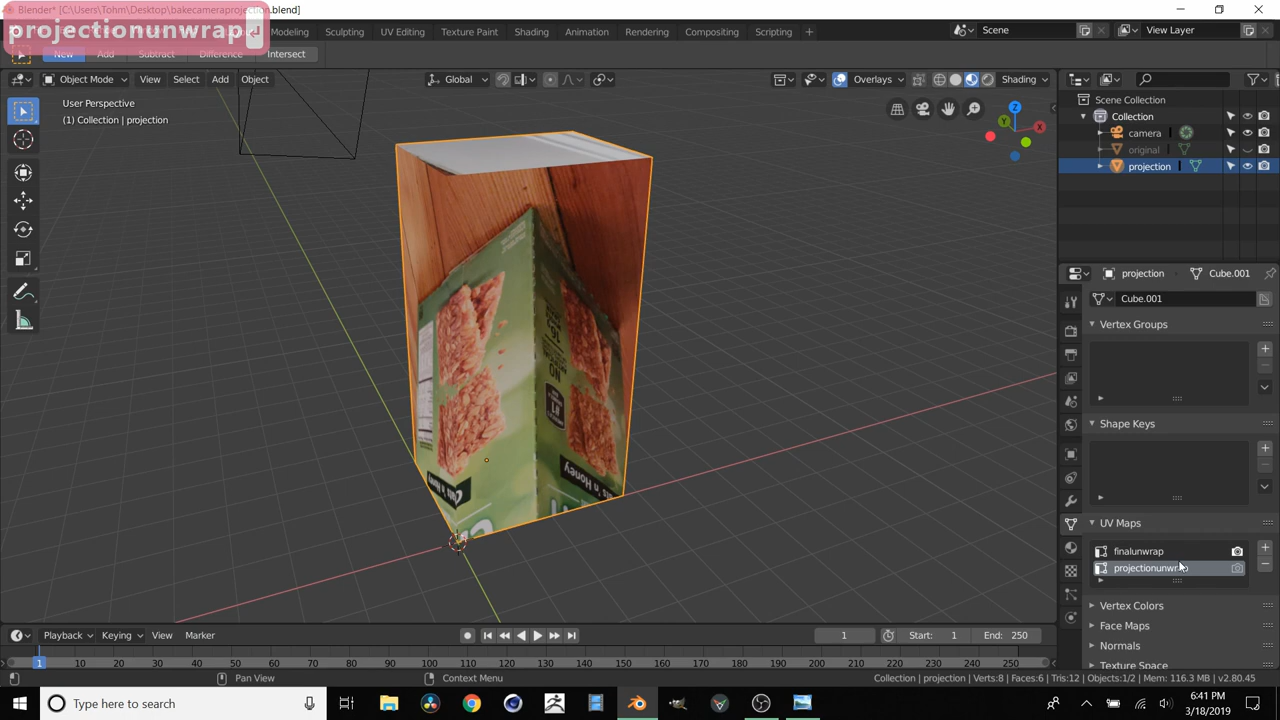 Blender* [C:\Users\Tohm\Desktop\bakecameraprojection.blend]
projectionunwrap
Modeling Sculpting UV Editing Texture Paint Shading Animation Rendering Compositing Scripting + Scene View Layer
New Add Subtract Difference Intersect
Object Mode View Select Add Object Global Overlays Shading
User Perspective
(1) Collection | projection
Scene Collection
Collection
camera
original
projection
projection Cube.001
Cube.001
Vertex Groups
Shape Keys
UV Maps
finalunwrap
projectionunwrap
Vertex Colors
Face Maps
Normals
Texture Space
Playback Keying View Marker 1 Start: 1 End: 250
1 10 20 30 40 50 60 70 80 90 100 110 120 130 140 150 160 170 180 190 200 210 220 230 240 250
Pan View Context Menu Collection | projection | Verts:8 | Faces:6 | Tris:12 | Objects:1/2 | Mem: 116.3 MB | v2.80.45
Type here to search
6:41 PM
3/18/2019